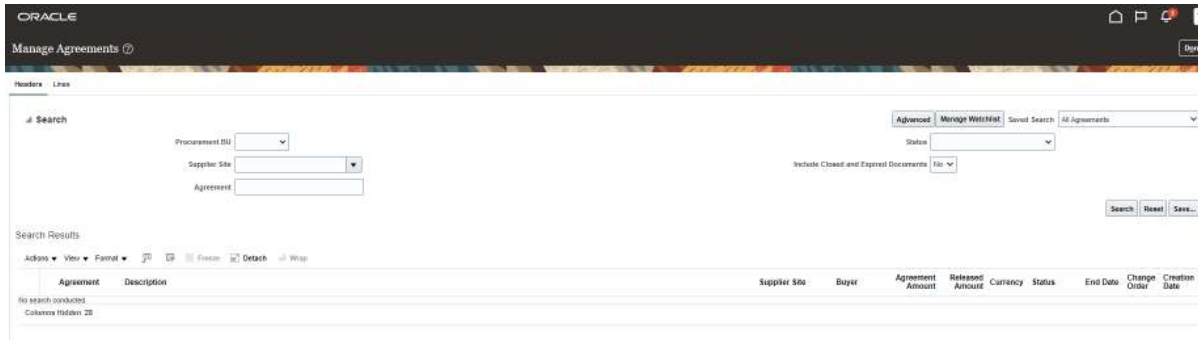 ORACLE
Manage Agreements
Headers Lines
Search
Advanced Manage Watchlist Saved Search All Agreements
Procurement BU
Status
Supplier Site
Include Closed and Expired Documents No
Agreement
Search Reset Save...
Search Results
Actions View Format Freeze Detach Wrap
Agreement Description Supplier Site Buyer Agreement Amount Released Amount Currency Status End Date Change Order Creation Date
No search conducted
Columns Hidden 28